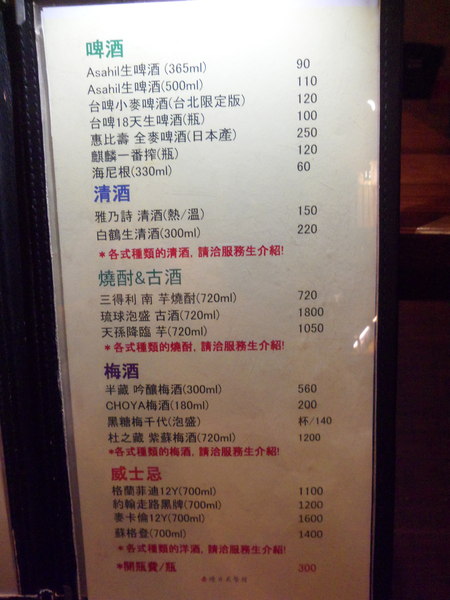 啤酒
Asahi生啤酒 (365ml) 90
Asahi生啤酒(500ml) 110
台啤小麥啤酒(台北限定版) 120
台啤18天生啤酒(瓶) 100
惠比壽 全麥啤酒(日本產) 250
麒麟一番搾(瓶) 120
海尼根(330ml) 60
清酒
雅乃詩 清酒(熱/溫) 150
白鶴生清酒(300ml) 220
*各式種類的清酒, 請洽服務生介紹!
燒酎&古酒
三得利 南 芋燒酎(720ml) 720
琉球泡盛 古酒(720ml) 1800
天孫降臨 芋(720ml) 1050
*各式種類的燒酎, 請洽服務生介紹!
梅酒
半藏 吟釀梅酒(300ml) 560
CHOYA梅酒(180ml) 200
黑糖梅千代(泡盛) 杯/140
杜之藏 紫蘇梅酒(720ml) 1200
*各式種類的梅酒, 請洽服務生介紹!
威士忌
格蘭菲迪12Y(700ml) 1100
約翰走路黑牌(700ml) 1200
麥卡倫12Y(700ml) 1600
蘇格登(700ml) 1400
*各式種類的洋酒, 請洽服務生介紹!
*開瓶費/瓶 300